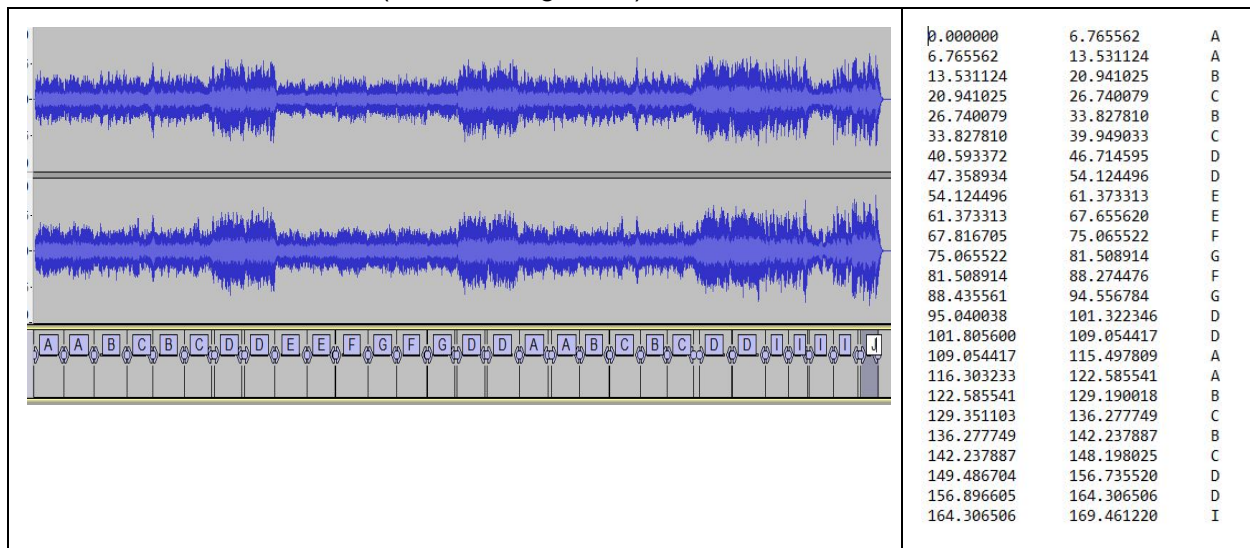 A A B C B C D D E E F G F G D D A A B C B C D D I I I I J
0.000000 6.765562 A
6.765562 13.531124 A
13.531124 20.941025 B
20.941025 26.740079 C
26.740079 33.827810 B
33.827810 39.949033 C
40.593372 46.714595 D
47.358934 54.124496 D
54.124496 61.373313 E
61.373313 67.655620 E
67.816705 75.065522 F
75.065522 81.508914 G
81.508914 88.274476 F
88.435561 94.556784 G
95.040038 101.322346 D
101.805600 109.054417 D
109.054417 115.497809 A
116.303233 122.585541 A
122.585541 129.190018 B
129.351103 136.277749 C
136.277749 142.237887 B
142.237887 148.198025 C
149.486704 156.735520 D
156.896605 164.306506 D
164.306506 169.461220 I